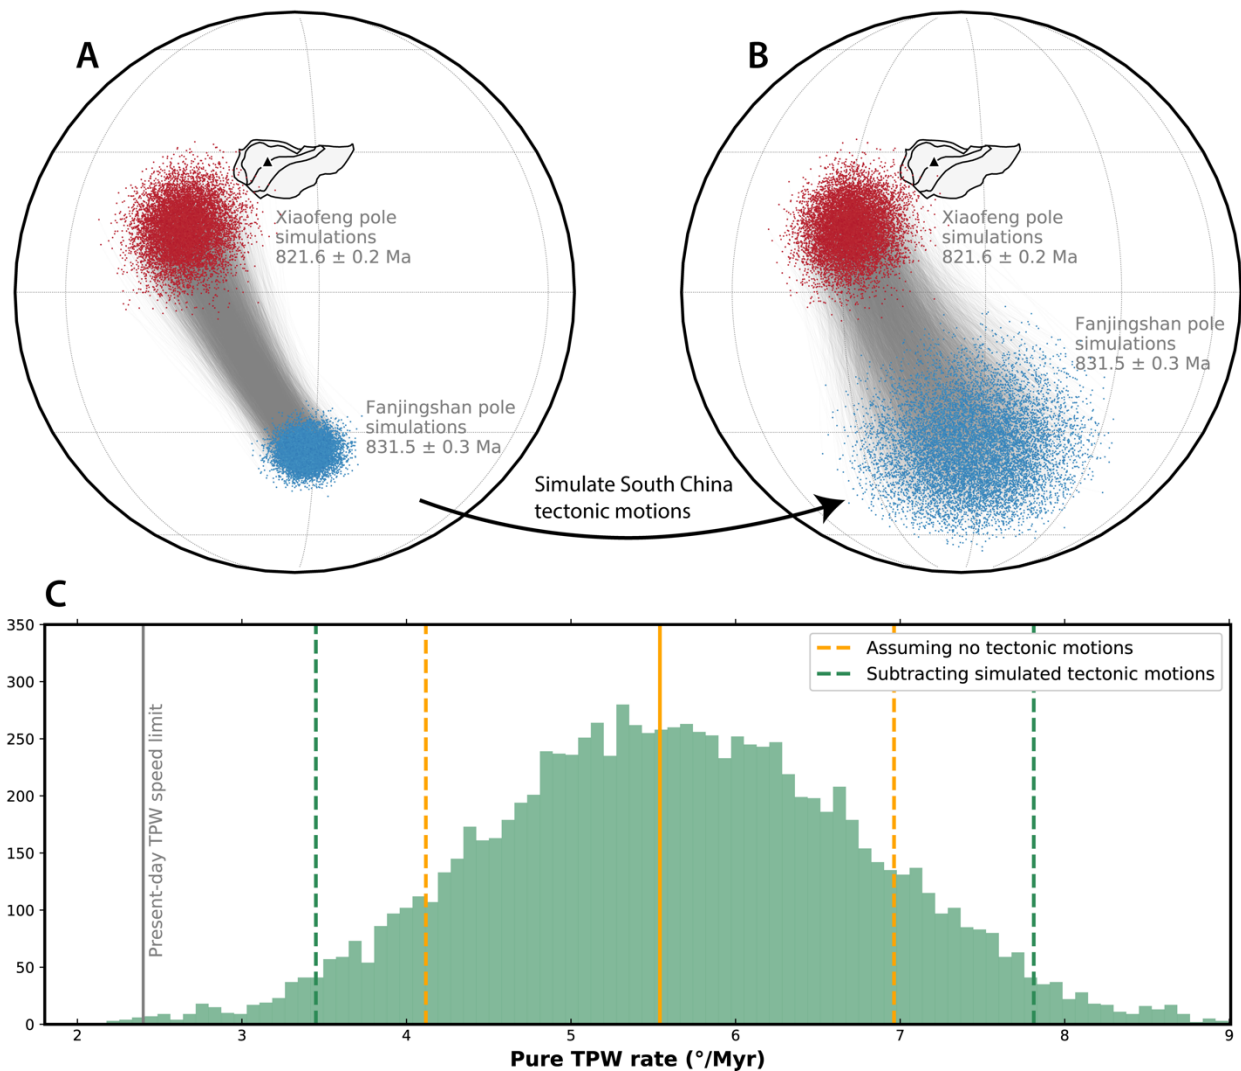 A
B
Xiaofeng pole
simulations
821.6 ± 0.2 Ma
Xiaofeng pole
simulations
821.6 ± 0.2 Ma
Fanjingshan pole
simulations
831.5 ± 0.3 Ma
Fanjingshan pole
simulations
831.5 ± 0.3 Ma
Simulate South China
tectonic motions
C
350
300
250
200
150
100
50
0
Present-day TPW speed limit
Assuming no tectonic motions
Subtracting simulated tectonic motions
2 3 4 5 6 7 8 9
Pure TPW rate (°/Myr)